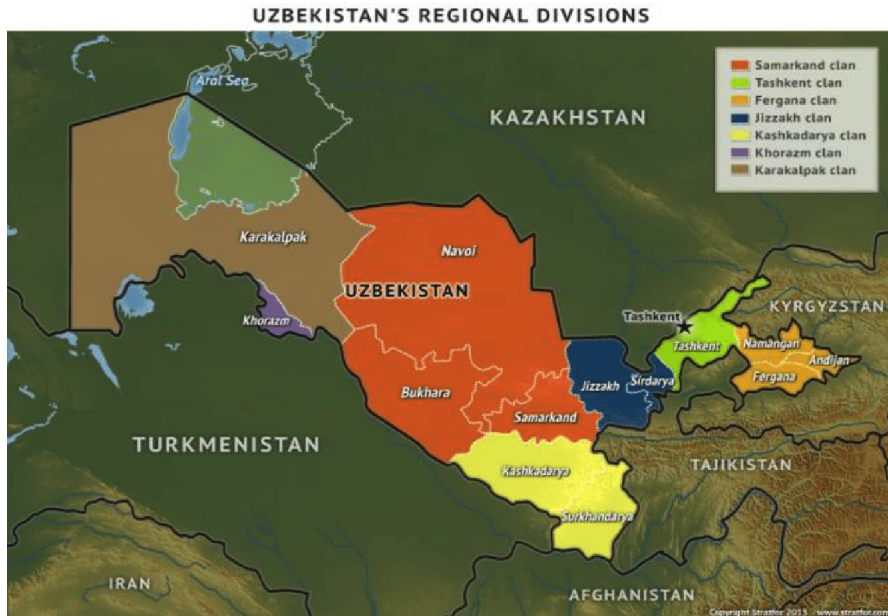 UZBEKISTAN'S REGIONAL DIVISIONS
Samarkand clan
Tashkent clan
Fergana clan
Jizzakh clan
Kashkadarya clan
Khorazm clan
Karakalpak clan
Aral Sea
KAZAKHSTAN
Karakalpak
Navoi
UZBEKISTAN
KYRGYZSTAN
Khorazm
Tashkent
Tashkent
Namangan
Andijan
Fergana
Jizzakh
Sirdarya
Bukhara
Samarkand
TURKMENISTAN
Kashkadarya
TAJIKISTAN
Surkhandarya
IRAN
AFGHANISTAN
Copyright Stratfor 2013 www.stratfor.com